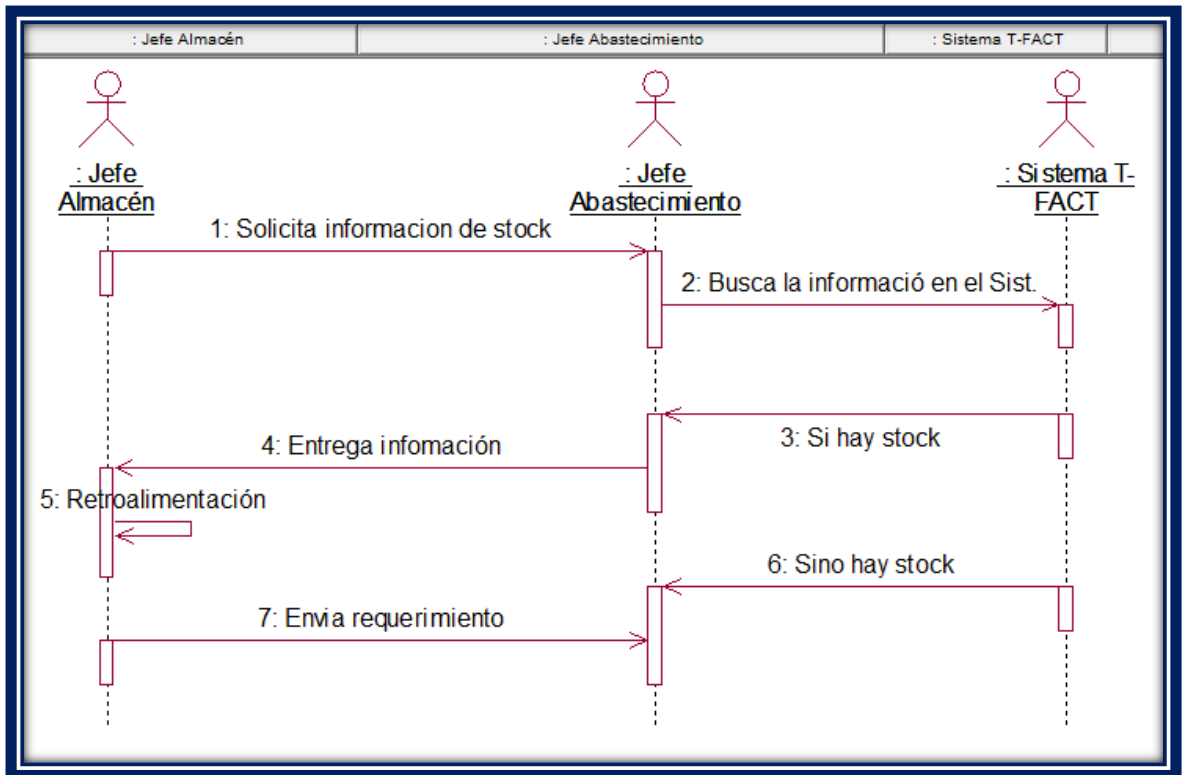 : Jefe Almacén
: Jefe Abastecimiento
: Sistema T-FACT
: Jefe
Almacén
: Jefe
Abastecimiento
: Sistema T-
FACT
1: Solicita informacion de stock
2: Busca la informació en el Sist.
3: Si hay stock
4: Entrega infomación
5: Retroalimentación
6: Sino hay stock
7: Envia requerimiento